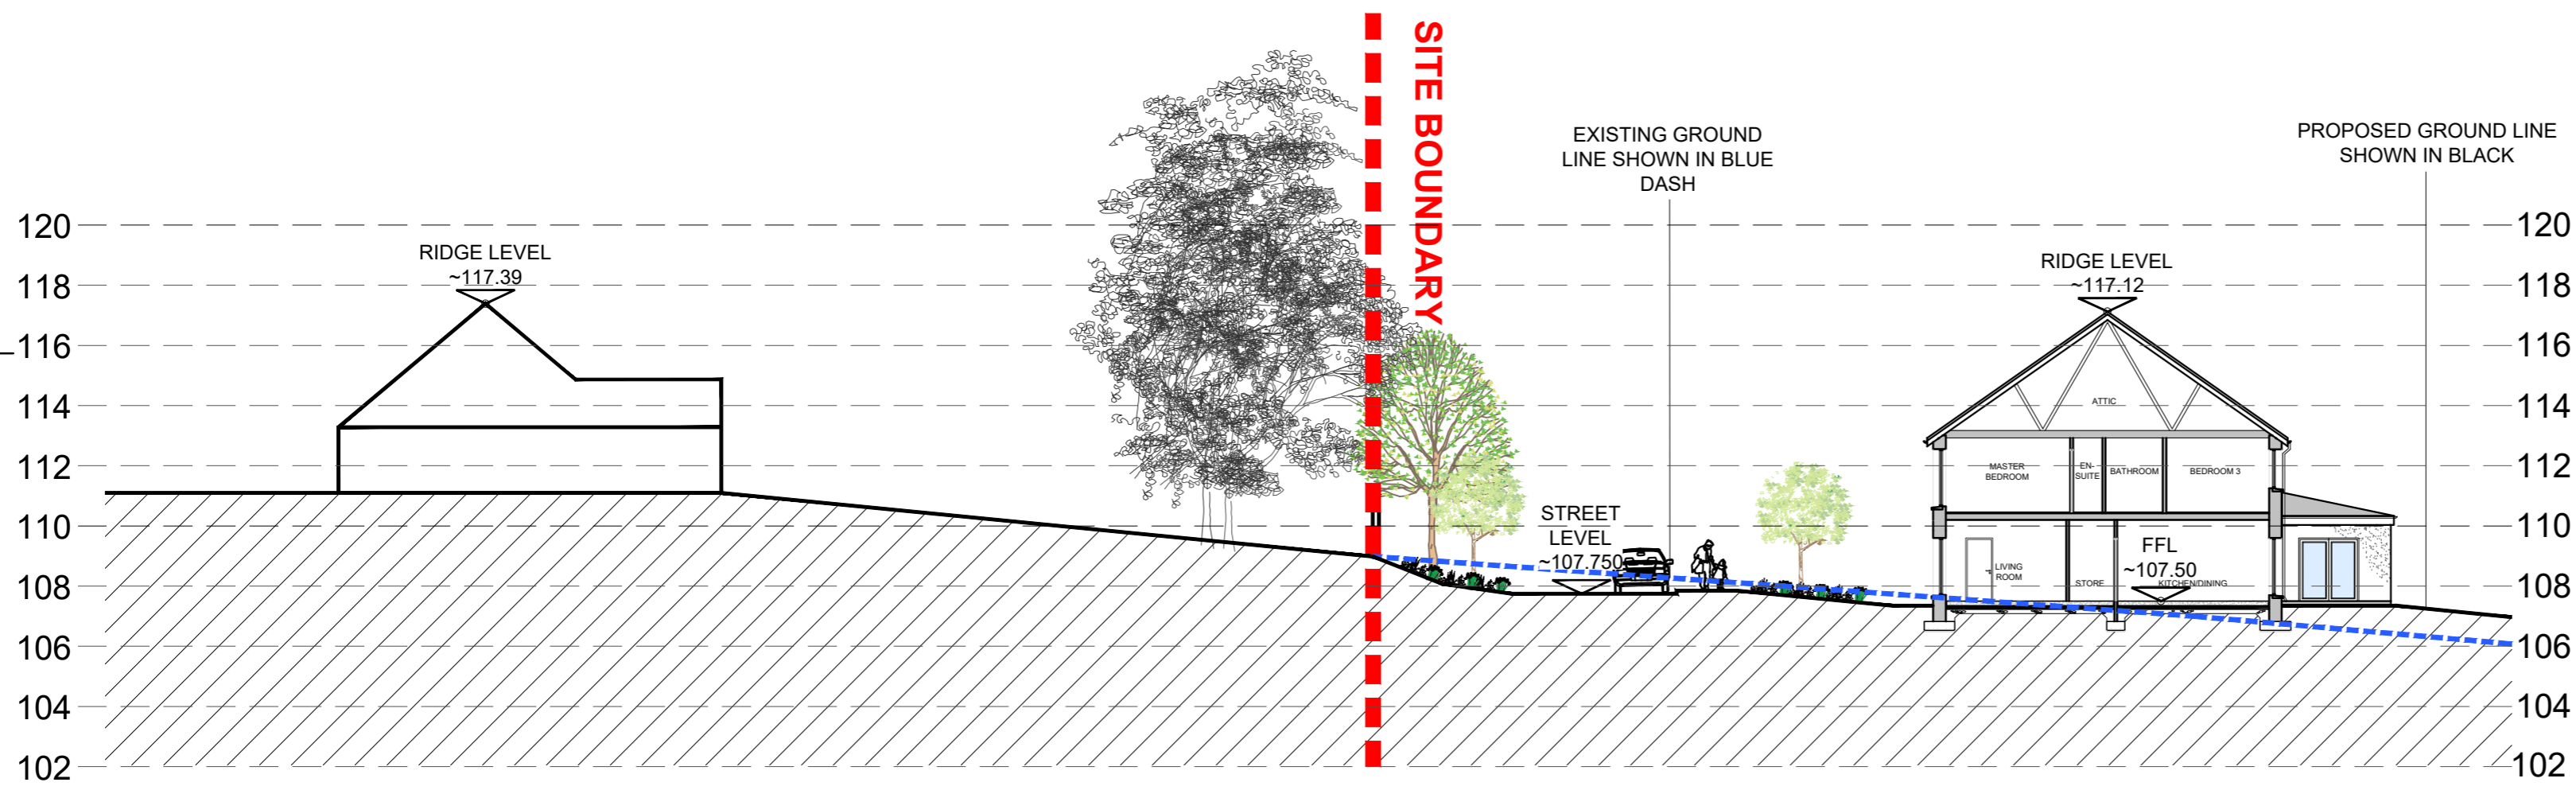 SITE BOUNDARY
EXISTING GROUND
LINE SHOWN IN BLUE
DASH
PROPOSED GROUND LINE
SHOWN IN BLACK
120
118
116
114
112
110
108
106
104
102
RIDGE LEVEL
~117.39
STREET
LEVEL
~107.750
RIDGE LEVEL
~117.12
ATTIC
MASTER
BEDROOM
EN-
SUITE
BATHROOM
BEDROOM 3
LIVING
ROOM
STORE
FFL
~107.50
KITCHEN/DINING
120
118
116
114
112
110
108
106
104
102